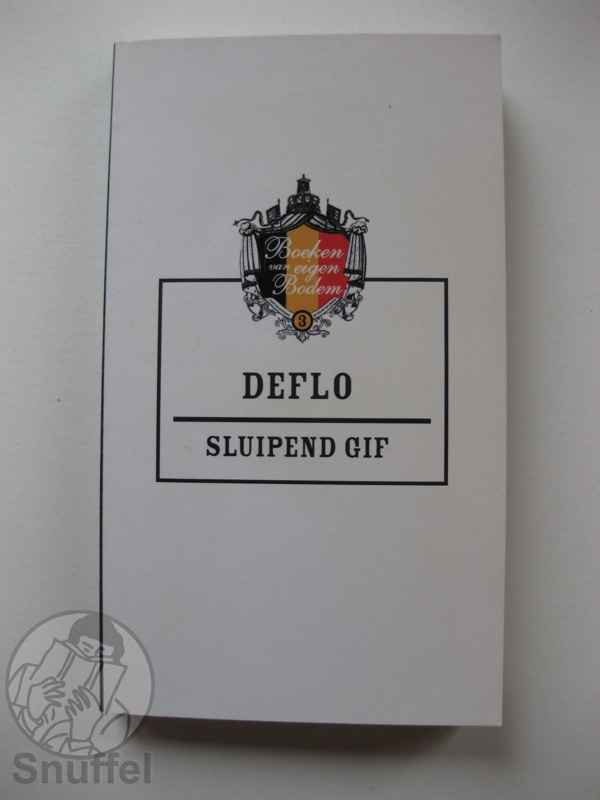 Boeken
van eigen
Bodem
3
DEFLO
SLUIPEND GIF
Snuffel